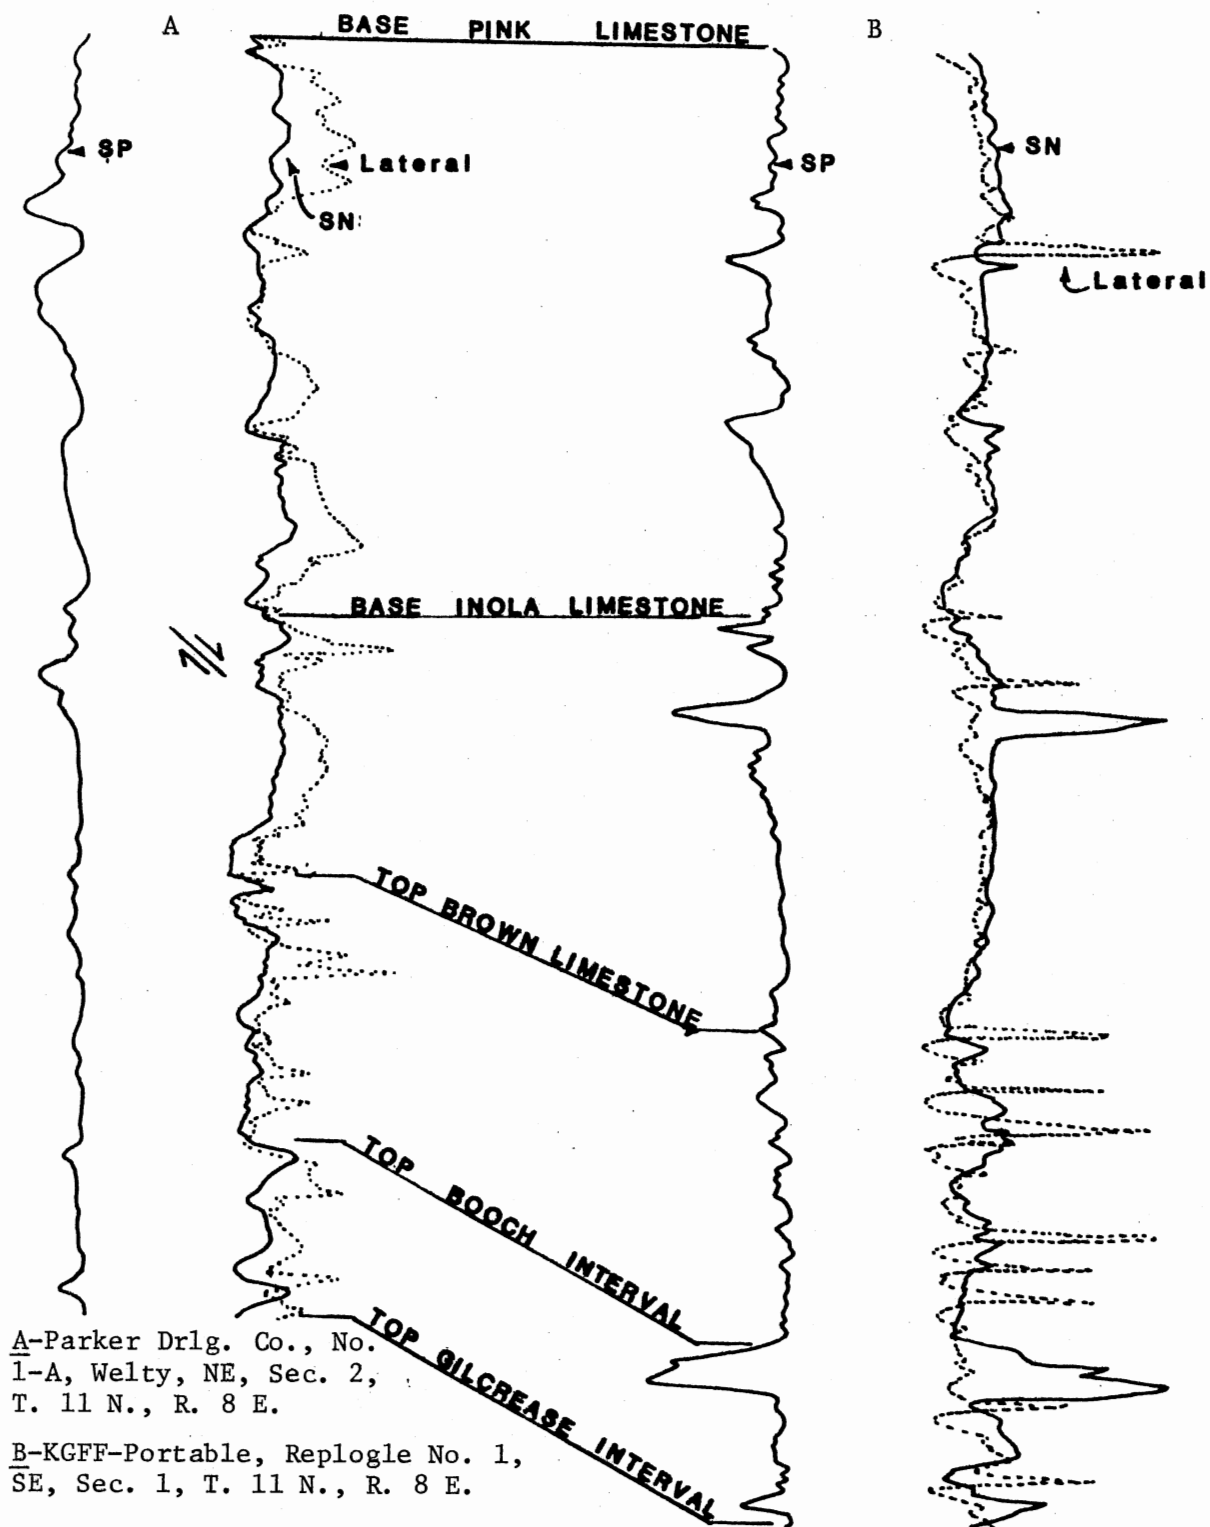 A
BASE PINK LIMESTONE
B
SP
SN
Lateral
SP
SN
Lateral
BASE INOLA LIMESTONE
TOP BROWN LIMESTONE
TOP BOOCH INTERVAL
TOP GILCREASE INTERVAL
A-Parker Drlg. Co., No.
1-A, Welty, NE, Sec. 2,
T. 11 N., R. 8 E.
B-KGFF-Portable, Replogle No. 1,
SE, Sec. 1, T. 11 N., R. 8 E.